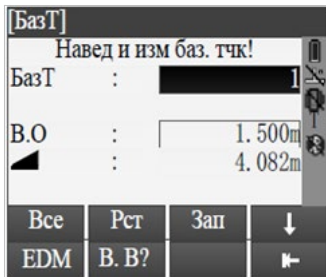 [БазТ]
Навед и изм баз. тчк!
БазТ : 1
В.О : 1.500m
: 4.082m
Все Рст Зап
EDM В. В?